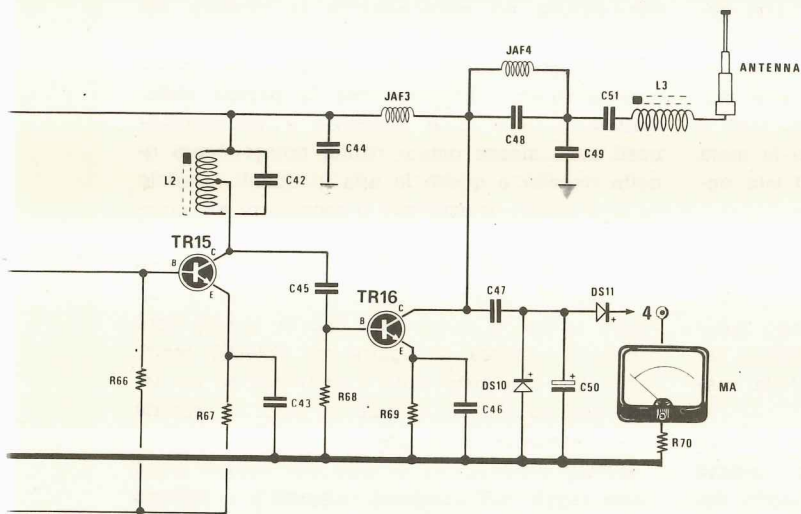 JAF4
ANTENNA
JAF3
C51
L3
C48
C44
C49
L2
C42
TR15
B
C
E
C45
TR16
B
C
E
C47
DS11
+
4
R66
R67
C43
R68
R69
C46
DS10
+
+
C50
MA
R70